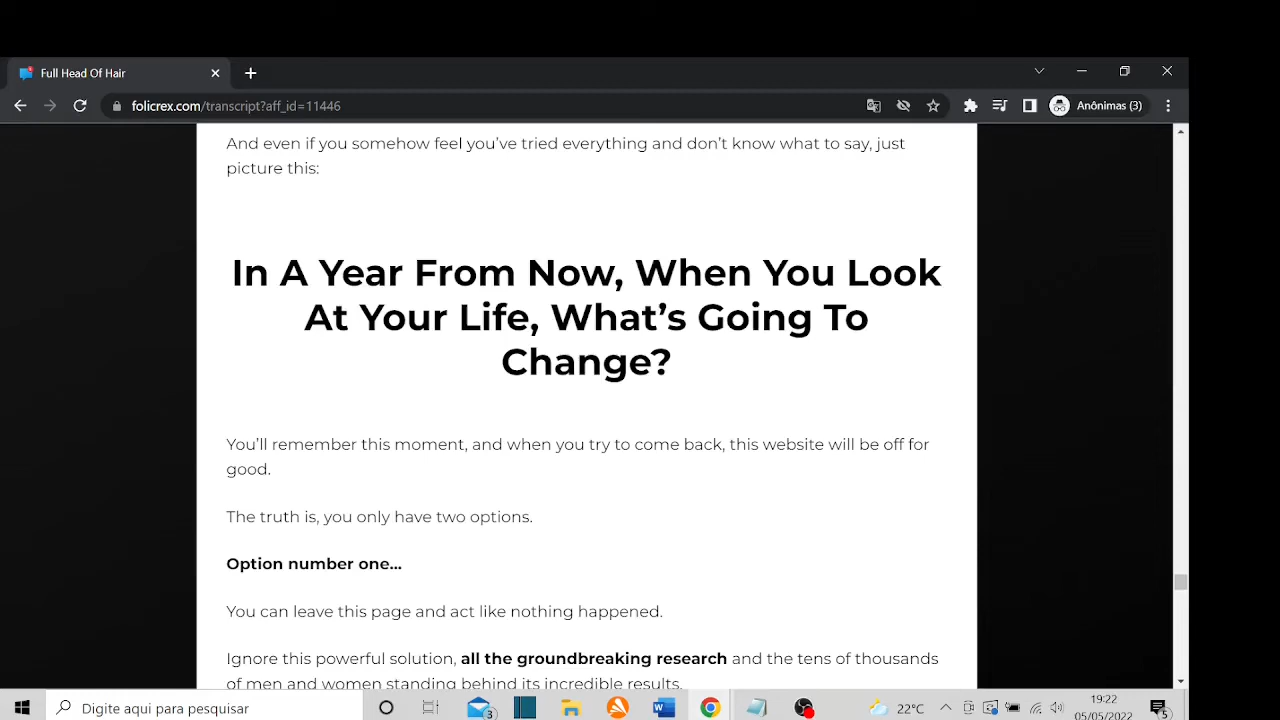 Full Head Of Hair
folicrex.com/transcript?aff_id=11446
Anônimas (3)
And even if you somehow feel you've tried everything and don't know what to say, just
picture this:
In A Year From Now, When You Look
At Your Life, What's Going To
Change?
You'll remember this moment, and when you try to come back, this website will be off for
good.
The truth is, you only have two options.
Option number one...
You can leave this page and act like nothing happened.
Ignore this powerful solution, all the groundbreaking research and the tens of thousands
of men and women standing behind its incredible results.
Digite aqui para pesquisar
3
22°C
19:22
05/05/2022
5